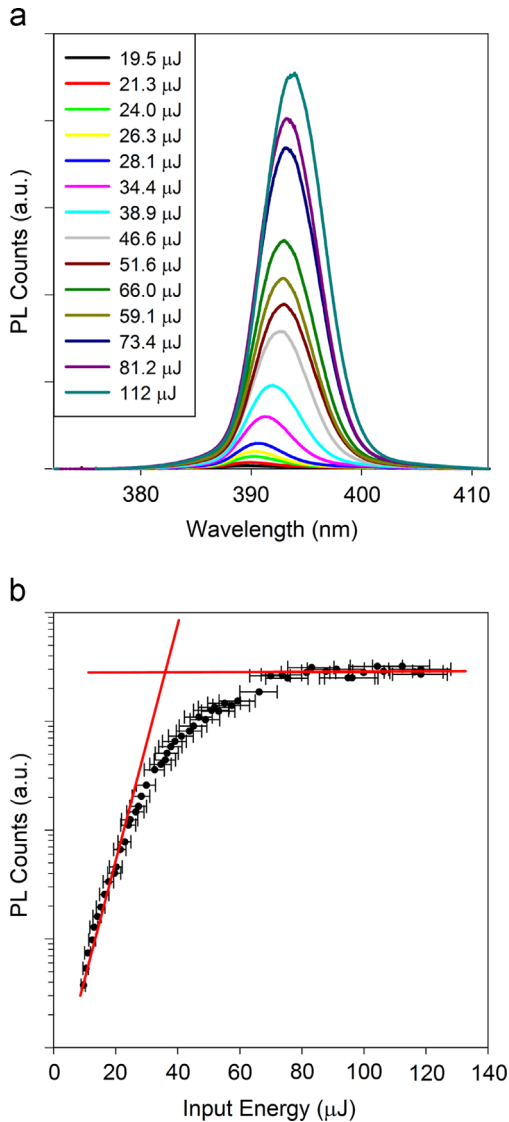 a
PL Counts (a.u.)
19.5 μJ
21.3 μJ
24.0 μJ
26.3 μJ
28.1 μJ
34.4 μJ
38.9 μJ
46.6 μJ
51.6 μJ
66.0 μJ
59.1 μJ
73.4 μJ
81.2 μJ
112 μJ
380 390 400 410
Wavelength (nm)
b
PL Counts (a.u.)
0 20 40 60 80 100 120 140
Input Energy (μJ)